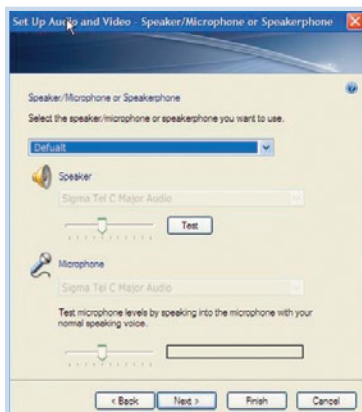 Set Up Audio and Video - Speaker/Microphone or Speakerphone
Speaker/Microphone or Speakerphone
Select the speaker/microphone or speakerphone you want to use.
Defualt
Speaker
Sigma Tel C Major Audio
Test
Microphone
Sigma Tel C Major Audio
Test microphone levels by speaking into the microphone with your
normal speaking voice.
< Back
Next >
Finish
Cancel